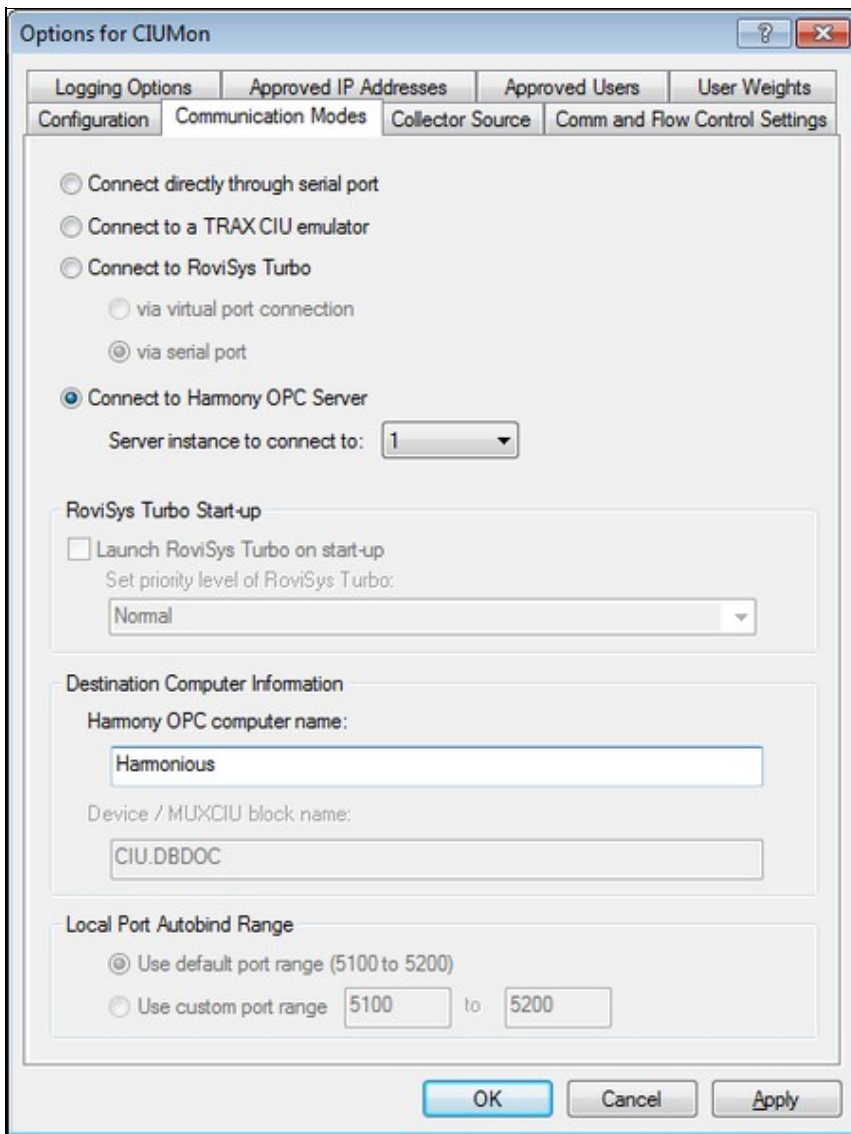 Options for CIUMon
Logging Options Approved IP Addresses Approved Users User Weights
Configuration Communication Modes Collector Source Comm and Flow Control Settings
Connect directly through serial port
Connect to a TRAX CIU emulator
Connect to RoviSys Turbo
via virtual port connection
via serial port
Connect to Harmony OPC Server
Server instance to connect to: 1
RoviSys Turbo Start-up
Launch RoviSys Turbo on start-up
Set priority level of RoviSys Turbo:
Normal
Destination Computer Information
Harmony OPC computer name:
Harmonious
Device / MUXCIU block name:
CIU.DBDOC
Local Port Autobind Range
Use default port range (5100 to 5200)
Use custom port range 5100 to 5200
OK Cancel Apply